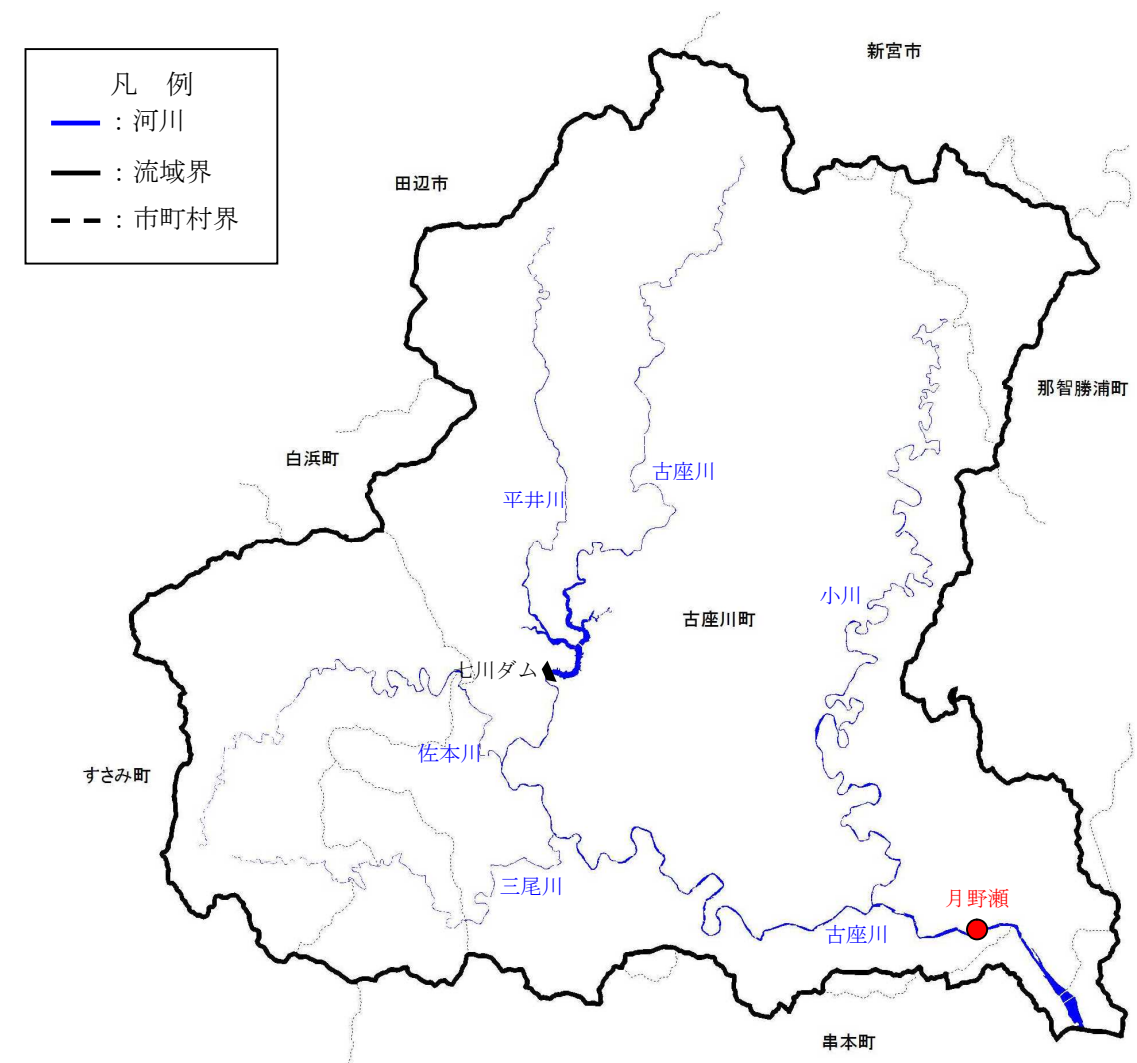 新宮市
凡 例
：河川
：流域界
：市町村界
田辺市
那智勝浦町
白浜町
古座川
平井川
小川
古座川町
七川ダム
佐本川
すさみ町
三尾川
月野瀬
古座川
串本町